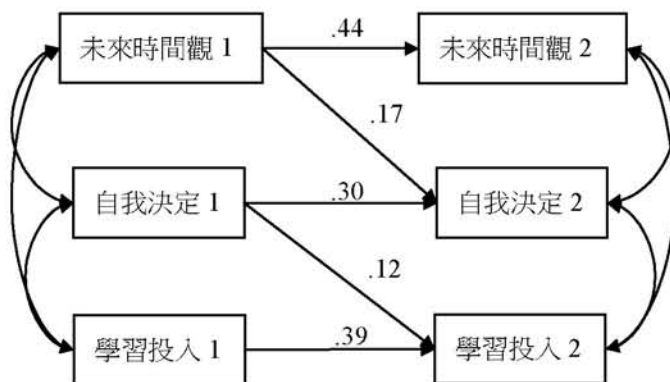 未來時間觀 1
.44
未來時間觀 2
.17
自我決定 1
.30
自我決定 2
.12
學習投入 1
.39
學習投入 2